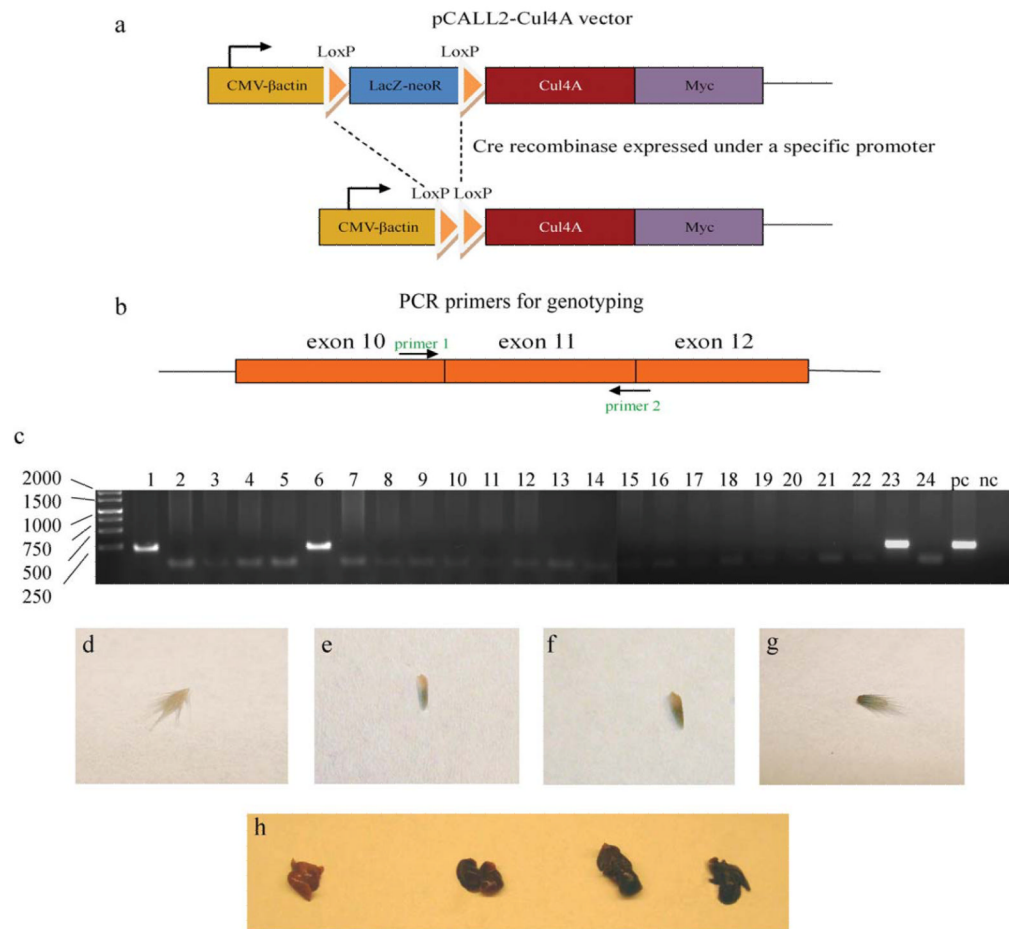 a
pCALL2-Cul4A vector
LoxP LoxP
CMV-βactin LacZ-neoR Cul4A Myc
Cre recombinase expressed under a specific promoter
LoxP LoxP
CMV-βactin Cul4A Myc
b
PCR primers for genotyping
exon 10 exon 11 exon 12
primer 1
primer 2
c
1 2 3 4 5 6 7 8 9 10 11 12 13 14 15 16 17 18 19 20 21 22 23 24 pc nc
2000
1500
1000
750
500
250
d e f g
h